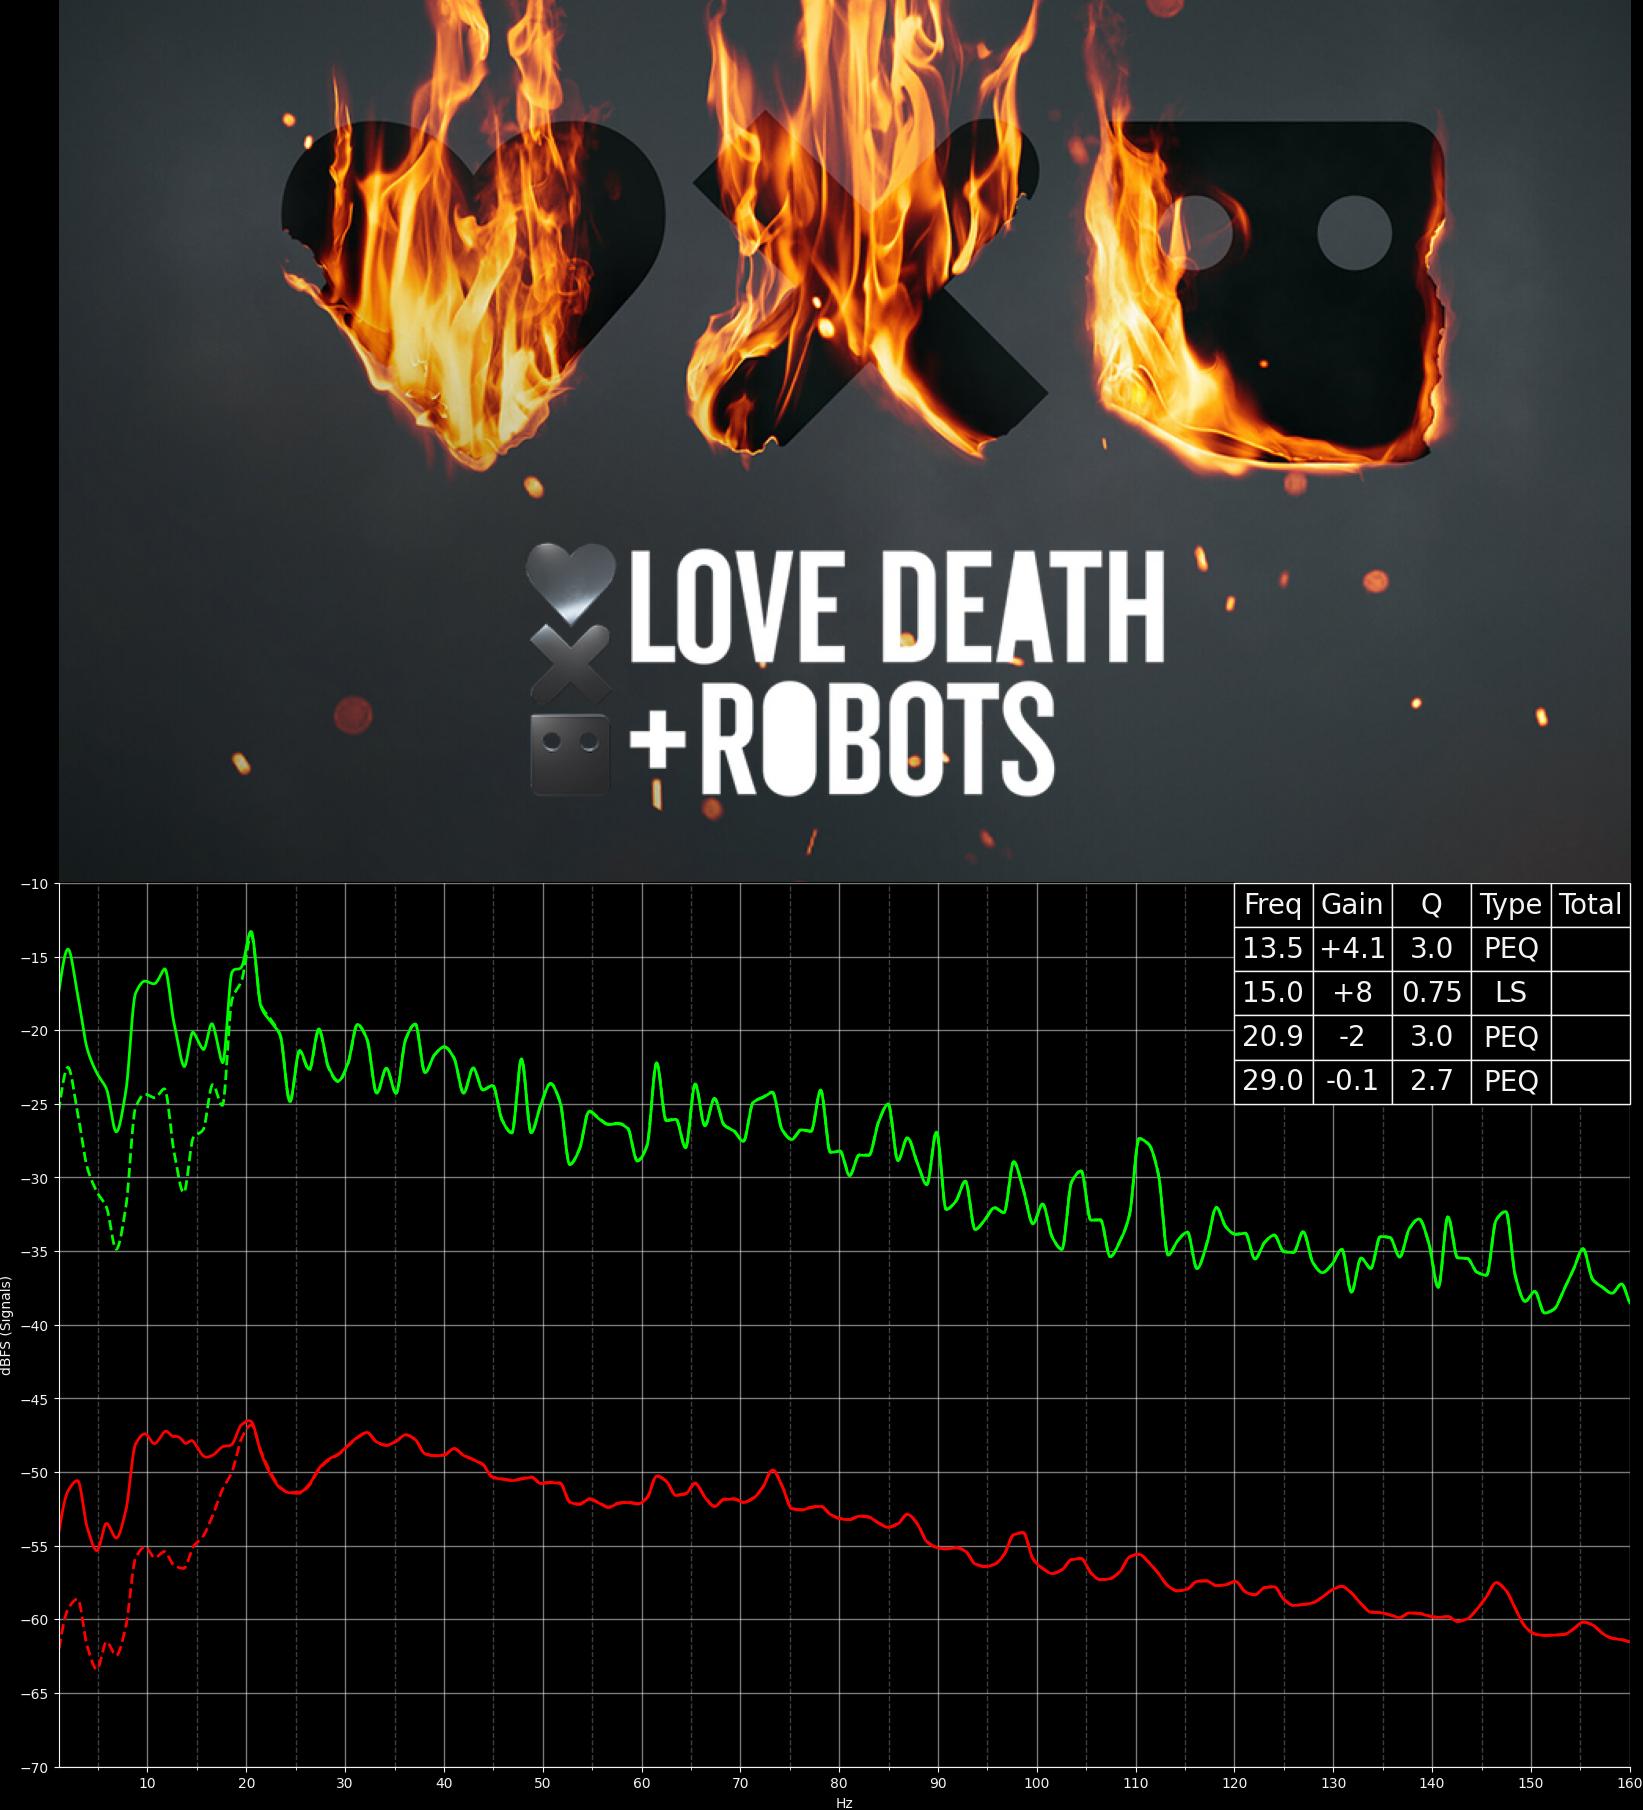 LOVE DEATH
+ROBOTS
Freq Gain Q Type Total
13.5 +4.1 3.0 PEQ
15.0 +8 0.75 LS
20.9 -2 3.0 PEQ
29.0 -0.1 2.7 PEQ
−10
−15
−20
−25
−30
−35
−40
−45
−50
−55
−60
−65
−70
dBFS (Signals)
10 20 30 40 50 60 70 80 90 100 110 120 130 140 150 160
Hz